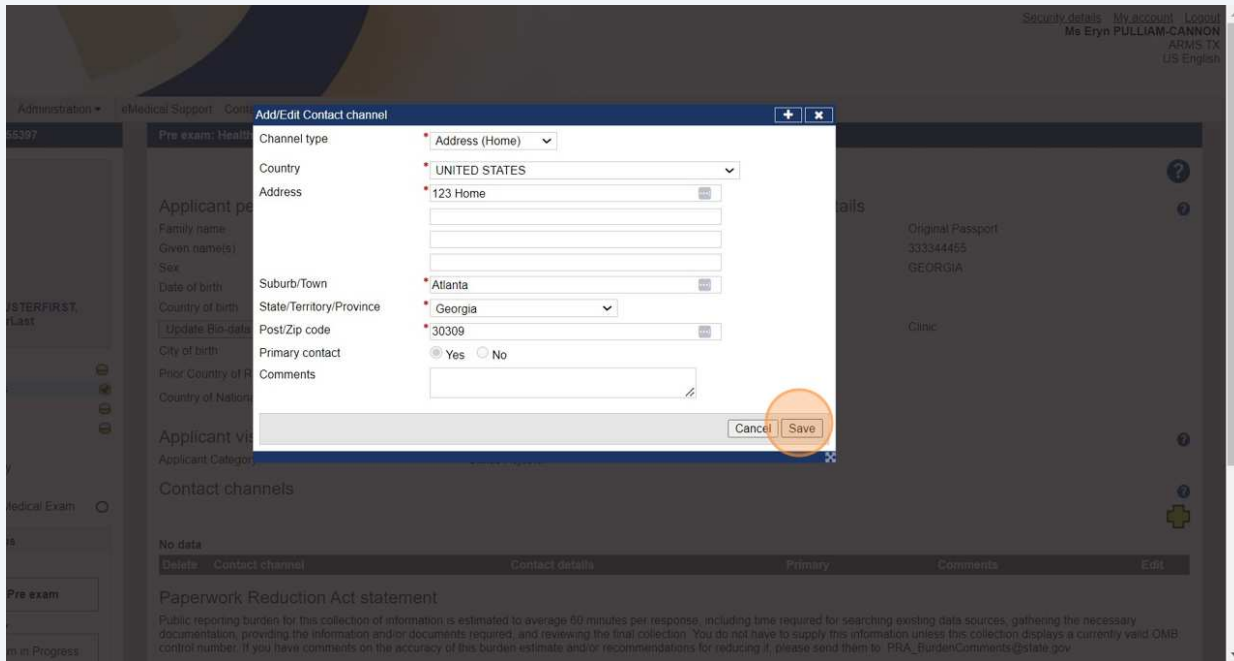 Security details My account Logout
Ms Eryn PULLIAM-CANNON
ARMS TX
US English
Administration eMedical Support Conta
55397 Pre exam: Health
Add/Edit Contact channel
Channel type * Address (Home)
Country * UNITED STATES
Address * 123 Home
Suburb/Town * Atlanta
State/Territory/Province * Georgia
Post/Zip code * 30309
Primary contact Yes No
Comments
Cancel Save
Applicant pe ails
Family name Original Passport
Given name(s) 333344455
Sex GEORGIA
Date of birth
USTERFIRST, Country of birth
rLast Update Bio-data Clinic
City of birth
Prior Country of R
Country of Nationa
Applicant vis
Applicant Category
Contact channels
Medical Exam
No data
Delete Contact channel Contact details Primary Comments Edit
Pre exam
Paperwork Reduction Act statement
Public reporting burden for this collection of information is estimated to average 60 minutes per response, including time required for searching existing data sources, gathering the necessary
documentation, providing the information and/or documents required, and reviewing the final collection. You do not have to supply this information unless this collection displays a currently valid OMB
m in Progress control number. If you have comments on the accuracy of this burden estimate and/or recommendations for reducing it, please send them to: PRA_BurdenComments@state.gov